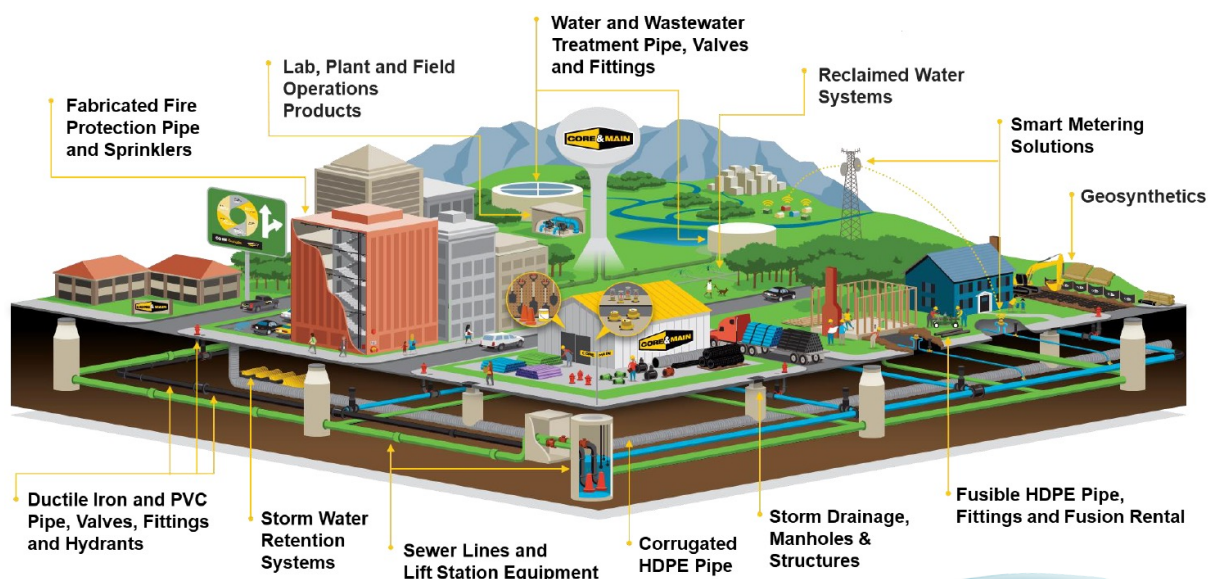 Water and Wastewater
Treatment Pipe, Valves
and Fittings
Lab, Plant and Field
Operations
Products
Reclaimed Water
Systems
Fabricated Fire
Protection Pipe
and Sprinklers
Smart Metering
Solutions
Geosynthetics
CORE & MAIN
CORE & MAIN
CORE & MAIN
Ductile Iron and PVC
Pipe, Valves, Fittings
and Hydrants
Storm Water
Retention
Systems
Sewer Lines and
Lift Station Equipment
Corrugated
HDPE Pipe
Storm Drainage,
Manholes &
Structures
Fusible HDPE Pipe,
Fittings and Fusion Rental